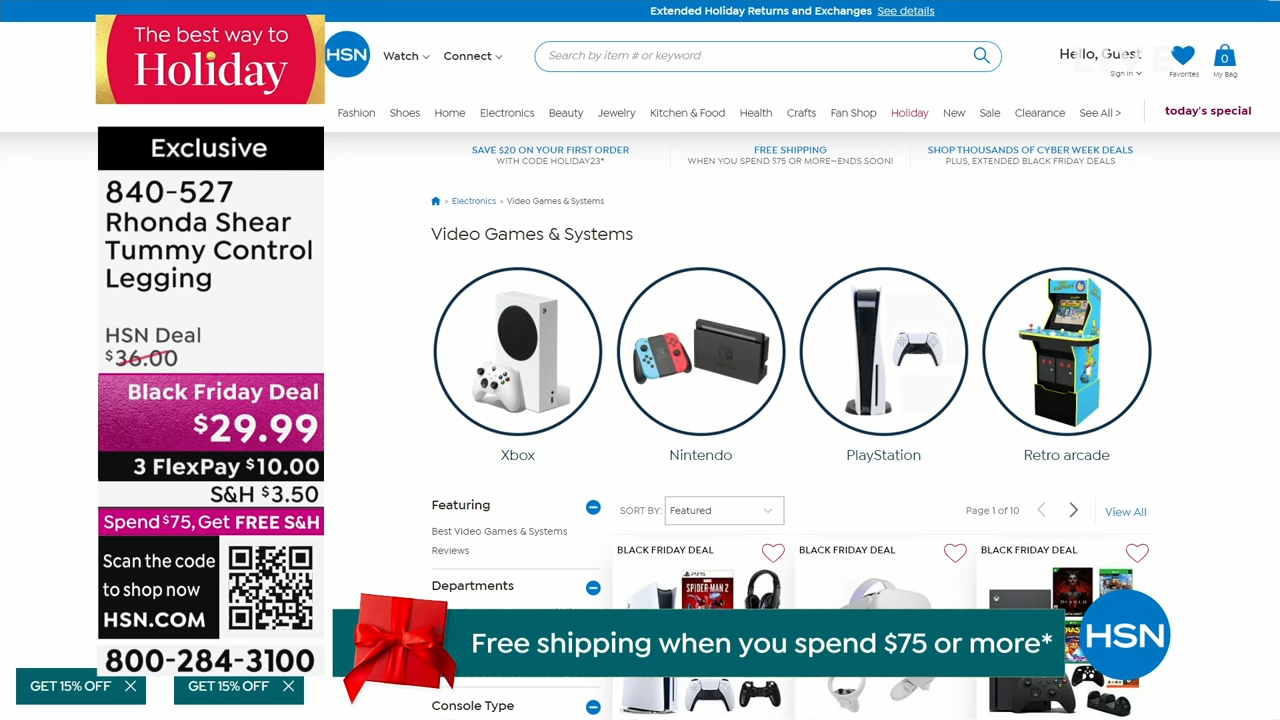 Extended Holiday Returns and Exchanges See details
The best way to
Holiday
HSN
Watch
Connect
Search by item # or keyword
Hello, Guest
Sign in
Favorites
0
My Bag
Fashion Shoes Home Electronics Beauty Jewelry Kitchen & Food Health Crafts Fan Shop Holiday New Sale Clearance See All >
today's special
Exclusive
840-527
Rhonda Shear
Tummy Control
Legging
HSN Deal
$36.00
Black Friday Deal
$29.99
3 FlexPay $10.00
S&H $3.50
Spend $75, Get FREE S&H
Scan the code
to shop now
HSN.COM
800-284-3100
GET 15% OFF
GET 15% OFF
SAVE $20 ON YOUR FIRST ORDER
WITH CODE HOLIDAY23*
FREE SHIPPING
WHEN YOU SPEND $75 OR MORE—ENDS SOON!
SHOP THOUSANDS OF CYBER WEEK DEALS
PLUS, EXTENDED BLACK FRIDAY DEALS
> Electronics > Video Games & Systems
Video Games & Systems
Xbox
Nintendo
PlayStation
Retro arcade
Featuring
Best Video Games & Systems
Reviews
Departments
Console Type
SORT BY: Featured
Page 1 of 10
View All
BLACK FRIDAY DEAL
BLACK FRIDAY DEAL
BLACK FRIDAY DEAL
PS5
SPIDER-MAN 2
DIABLO
Free shipping when you spend $75 or more*
HSN